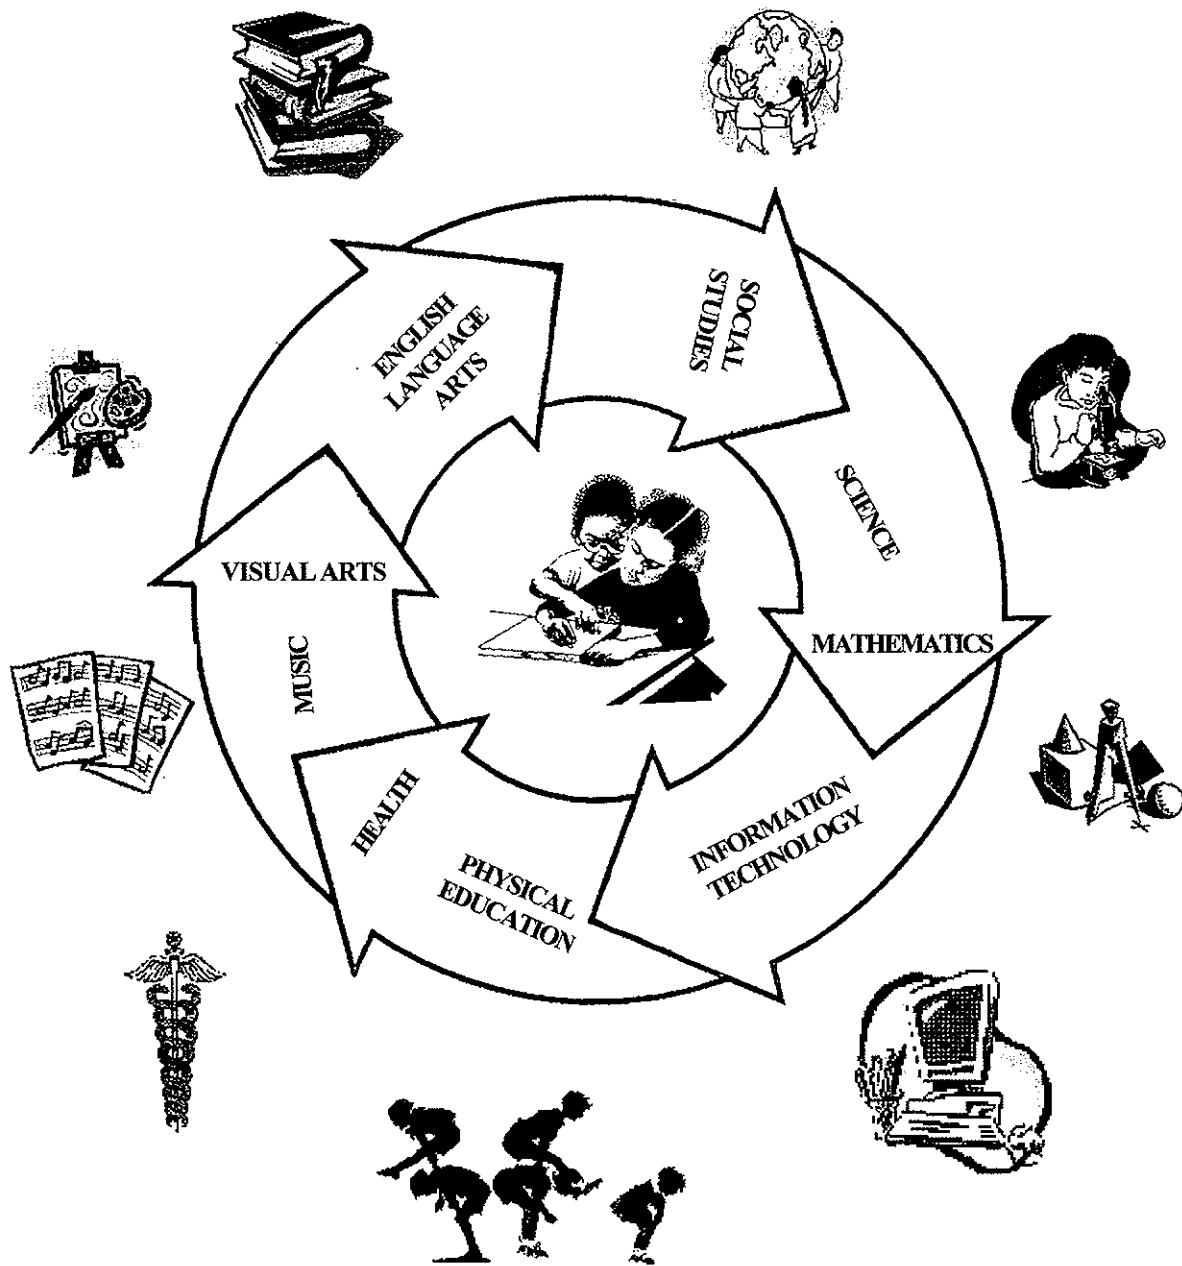 ENGLISH
LANGUAGE
ARTS
SOCIAL
STUDIES
SCIENCE
MATHEMATICS
INFORMATION
TECHNOLOGY
PHYSICAL
EDUCATION
HEALTH
MUSIC
VISUAL ARTS